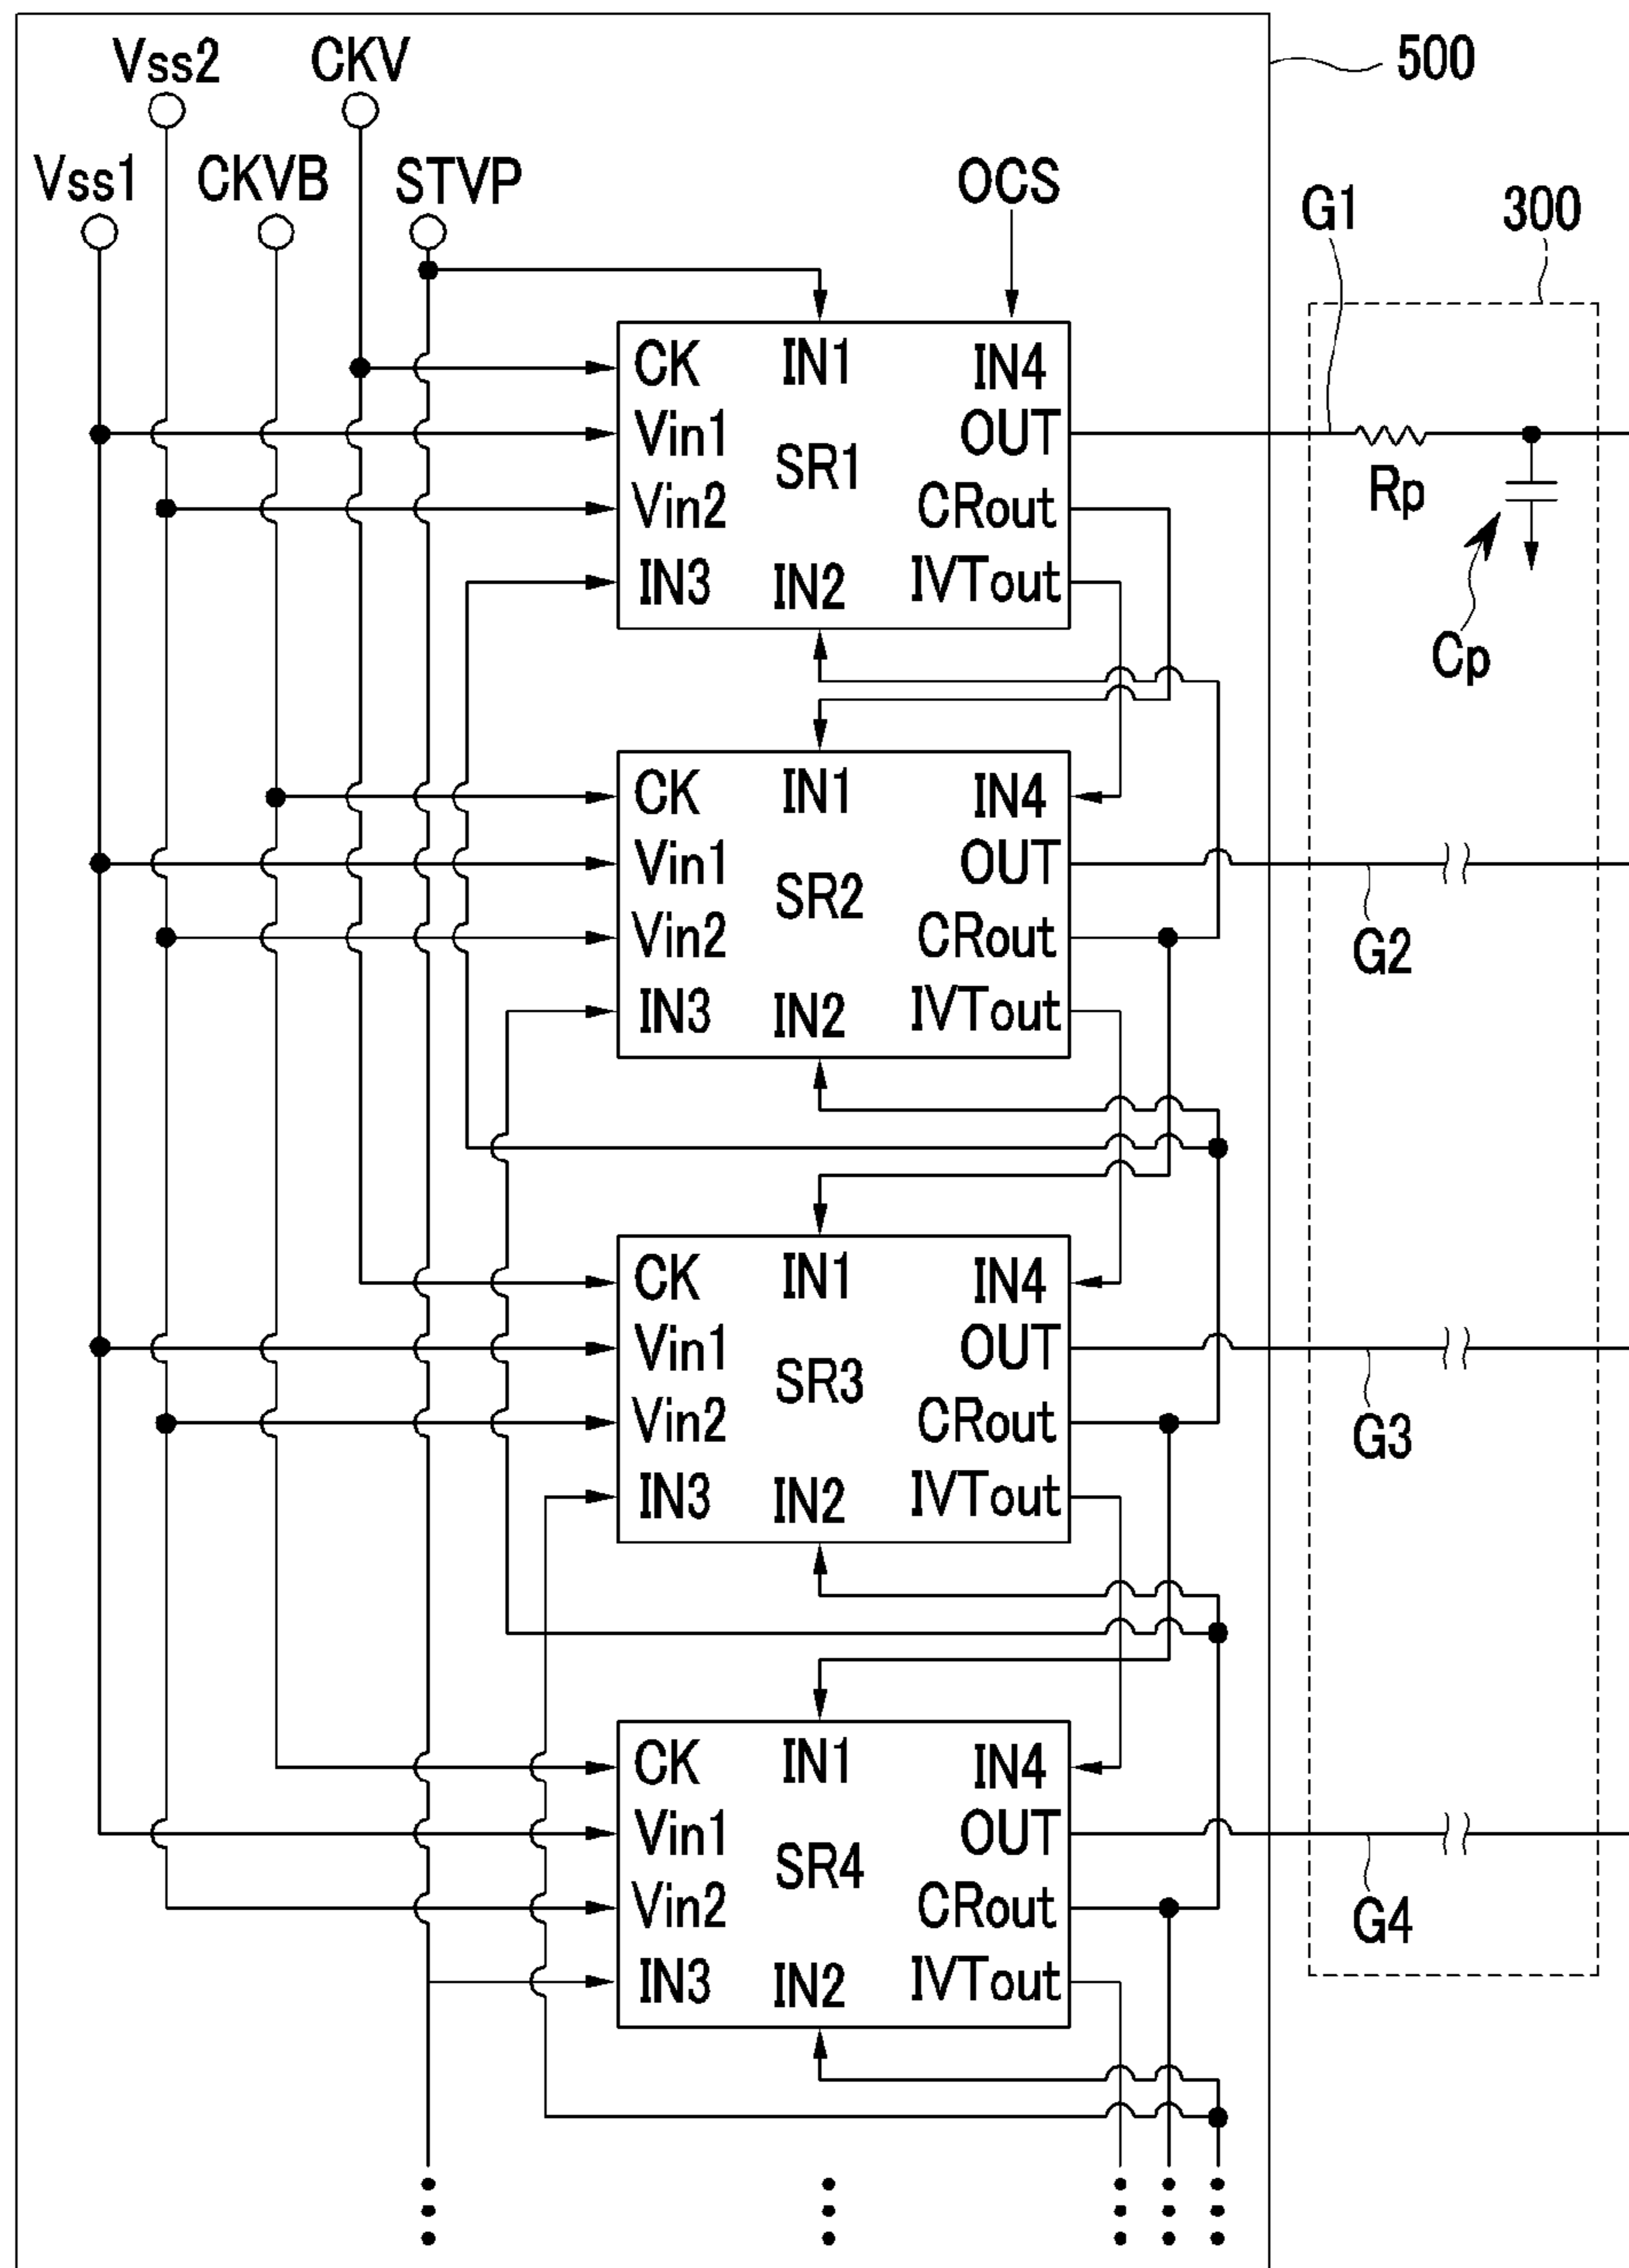 Vss2 CKV 500
Vss1 CKVB STVP OCS G1 300
CK IN1 IN4
Vin1 OUT
SR1
Vin2 CRout Rp
IN3 IN2 IVTout
Cp
CK IN1 IN4
Vin1 OUT
SR2
Vin2 CRout G2
IN3 IN2 IVTout
CK IN1 IN4
Vin1 OUT
SR3
Vin2 CRout G3
IN3 IN2 IVTout
CK IN1 IN4
Vin1 OUT
SR4
Vin2 CRout G4
IN3 IN2 IVTout